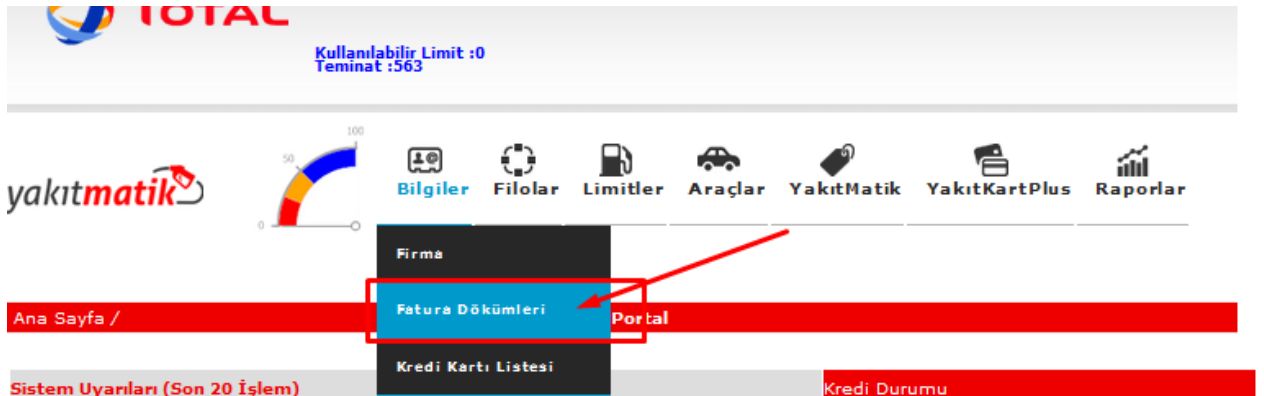 TOTAL
Kullanılabilir Limit :0
Teminat :563
100
50
0
yakıtmatik
Bilgiler Filolar Limitler Araçlar YakıtMatik YakıtKartPlus Raporlar
Firma
Fatura Dökümleri
Kredi Kartı Listesi
Ana Sayfa / Portal
Sistem Uyarıları (Son 20 İşlem) Kredi Durumu